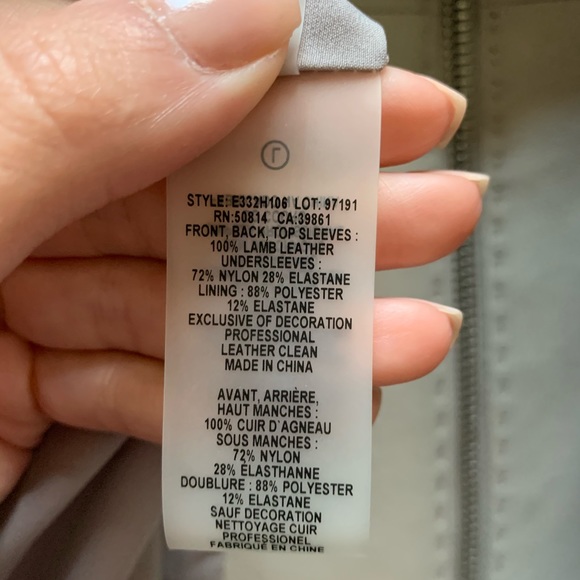 STYLE: E332H106 LOT: 97191
RN:50814 CA:39861
FRONT, BACK, TOP SLEEVES :
100% LAMB LEATHER
UNDERSLEEVES :
72% NYLON 28% ELASTANE
LINING : 88% POLYESTER
12% ELASTANE
EXCLUSIVE OF DECORATION
PROFESSIONAL
LEATHER CLEAN
MADE IN CHINA
AVANT, ARRIÈRE,
HAUT MANCHES :
100% CUIR D`AGNEAU
SOUS MANCHES :
72% NYLON
28% ÉLASTHANNE
DOUBLURE : 88% POLYESTER
12% ELASTANE
SAUF DECORATION
NETTOYAGE CUIR
PROFESSIONEL
FABRIQUÉ EN CHINE